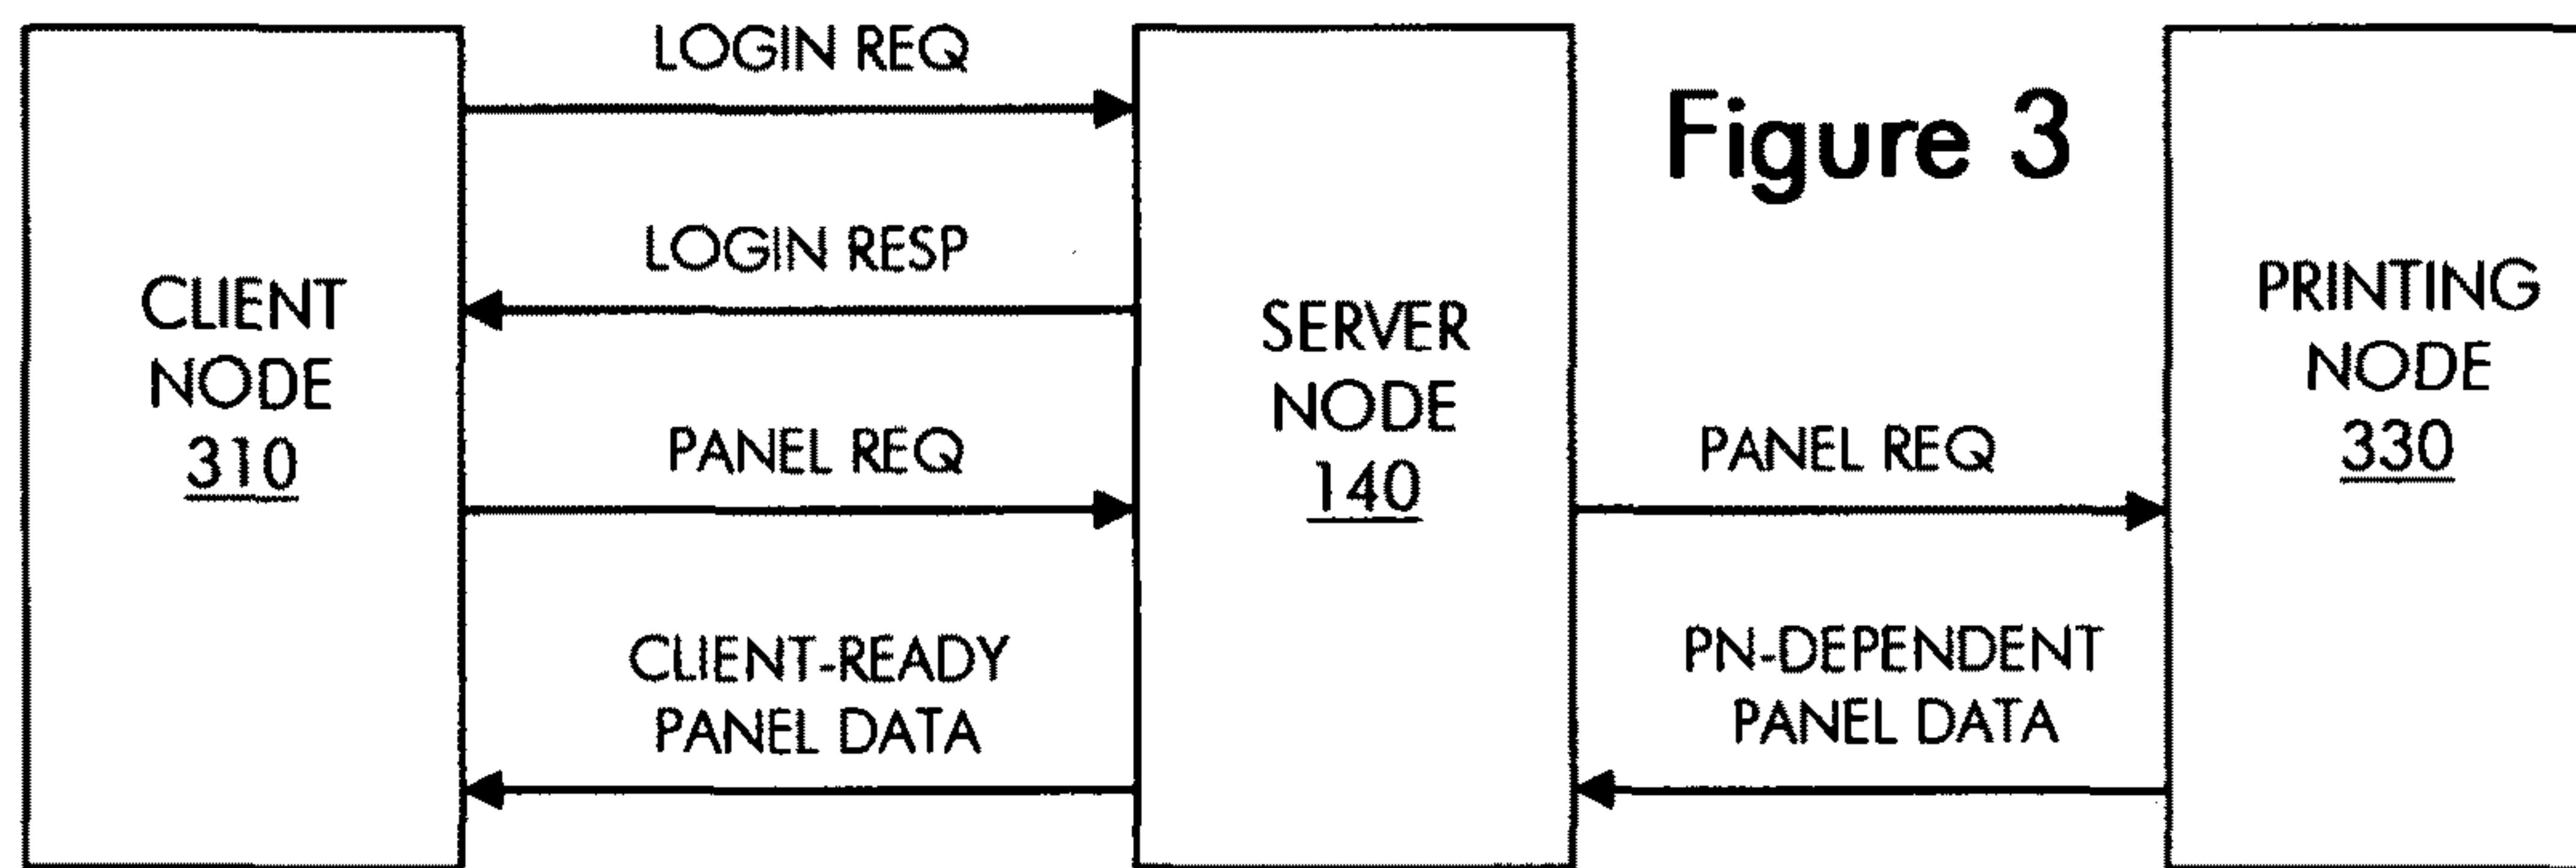 LOGIN REQ
Figure 3
LOGIN RESP
CLIENT
NODE
310
SERVER
NODE
140
PRINTING
NODE
330
PANEL REQ
PANEL REQ
CLIENT-READY
PANEL DATA
PN-DEPENDENT
PANEL DATA